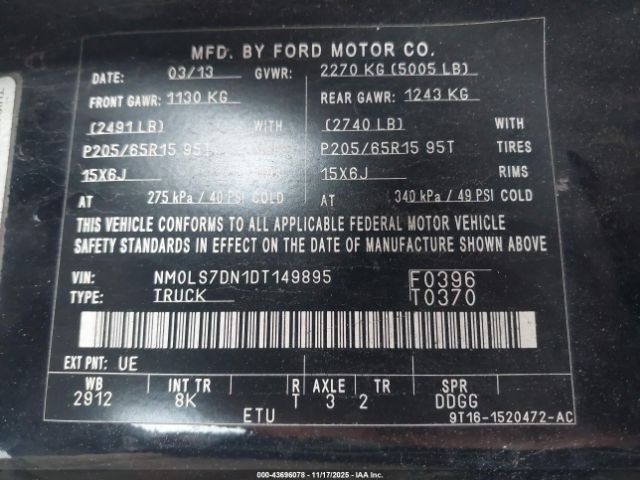 MFD. BY FORD MOTOR CO.
DATE: 03/13 GVWR: 2270 KG (5005 LB)
FRONT GAWR: 1130 KG REAR GAWR: 1243 KG
(2491 LB) WITH (2740 LB) WITH
P205/65R15 95T TIRES P205/65R15 95T TIRES
15X6J RIMS 15X6J RIMS
AT 275 kPa / 40 PSI COLD AT 340 kPa / 49 PSI COLD
THIS VEHICLE CONFORMS TO ALL APPLICABLE FEDERAL MOTOR VEHICLE
SAFETY STANDARDS IN EFFECT ON THE DATE OF MANUFACTURE SHOWN ABOVE
VIN: NM0LS7DN1DT149895 F0396
TYPE: TRUCK T0370
EXT PNT: UE
WB INT TR R AXLE TR SPR
2912 8K T 3 2 DDGG
ETU 9T16-1520472-AC
000-43696078 - 11/17/2025 - IAA Inc.